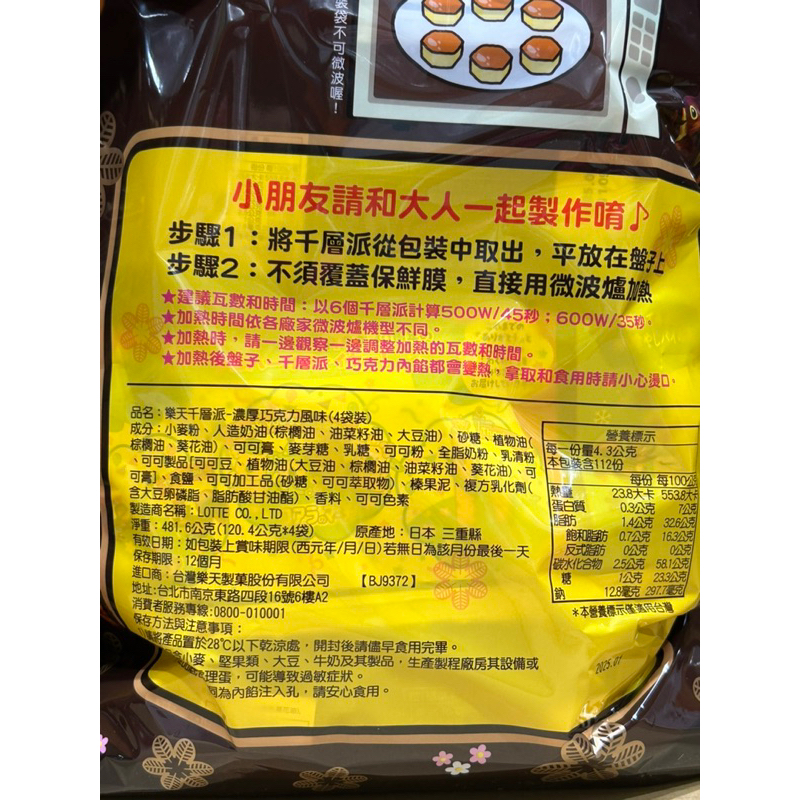 裝袋不可微波喔！
小朋友請和大人一起製作唷♪
步驟1：將千層派從包裝中取出，平放在盤子上
步驟2：不須覆蓋保鮮膜，直接用微波爐加熱
★建議瓦數和時間：以6個千層派計算500W/45秒；600W/35秒。
★加熱時間依各廠家微波爐機型不同。
★加熱時，請一邊觀察一邊調整加熱的瓦數和時間。
★加熱後盤子、千層派、巧克力內餡都會變熱，拿取和食用時請小心燙口。
品名：樂天千層派-濃厚巧克力風味(4袋裝)
成分：小麥粉、人造奶油(棕櫚油、油菜籽油、大豆油)、砂糖、植物油(
棕櫚油、葵花油)、可可膏、麥芽糖、乳糖、可可粉、全脂奶粉、乳清粉
、可可製品[可可豆、植物油(大豆油、棕櫚油、油菜籽油、葵花油)、可
可膏]、食鹽、可可加工品(砂糖、可可萃取物)、榛果泥、複方乳化劑(
含大豆卵磷脂、脂肪酸甘油酯)、香料、可可色素
製造商名稱：LOTTE CO.,LTD
淨重：481.6公克(120.4公克*4袋) 原產地：日本 三重縣
有效日期：如包裝上賞味期限(西元年/月/日)若無日為該月份最後一天
保存期限：12個月
進口商：台灣樂天製菓股份有限公司 【BJ9372】
地址:台北市南京東路四段16號6樓A2
消費者服務專線:0800-010001
保存方法與注意事項：
將產品置於28℃以下乾涼處，開封後請儘早食用完畢。
小麥、堅果類、大豆、牛奶及其製品，生產製程廠房其設備或
理蛋，可能導致過敏症狀。
為內餡注入孔，請安心食用。
營養標示
每一份量4.3公克
本包裝含112份
每份 每100公
熱量 23.8大卡 553.8大卡
蛋白質 0.3公克 7公克
脂肪 1.4公克 32.6公克
飽和脂肪 0.7公克 16.3公克
反式脂肪 0公克 0公克
碳水化合物 2.5公克 58.1公克
糖 1公克 23.3公克
鈉 12.8毫克 297.7毫克
*本營養標示僅適用台灣
2025.01